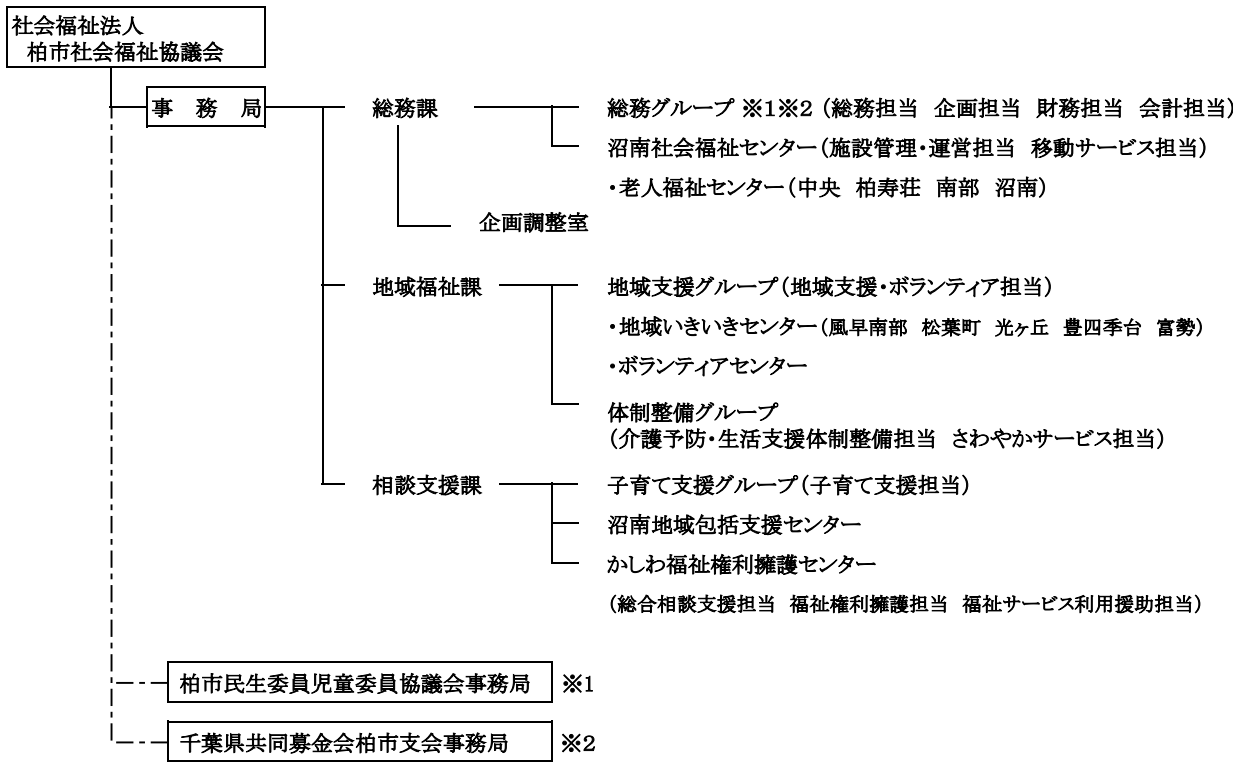 社会福祉法人
柏市社会福祉協議会
事　務　局
総務課
総務グループ ※1※2 （総務担当　企画担当　財務担当　会計担当）
沼南社会福祉センター（施設管理・運営担当　移動サービス担当）
・老人福祉センター（中央　柏寿荘　南部　沼南）
企画調整室
地域福祉課
地域支援グループ（地域支援・ボランティア担当）
・地域いきいきセンター（風早南部　松葉町　光ヶ丘　豊四季台　富勢）
・ボランティアセンター
体制整備グループ
（介護予防・生活支援体制整備担当　さわやかサービス担当）
相談支援課
子育て支援グループ（子育て支援担当）
沼南地域包括支援センター
かしわ福祉権利擁護センター
（総合相談支援担当　福祉権利擁護担当　福祉サービス利用援助担当）
柏市民生委員児童委員協議会事務局 ※1
千葉県共同募金会柏市支会事務局 ※2